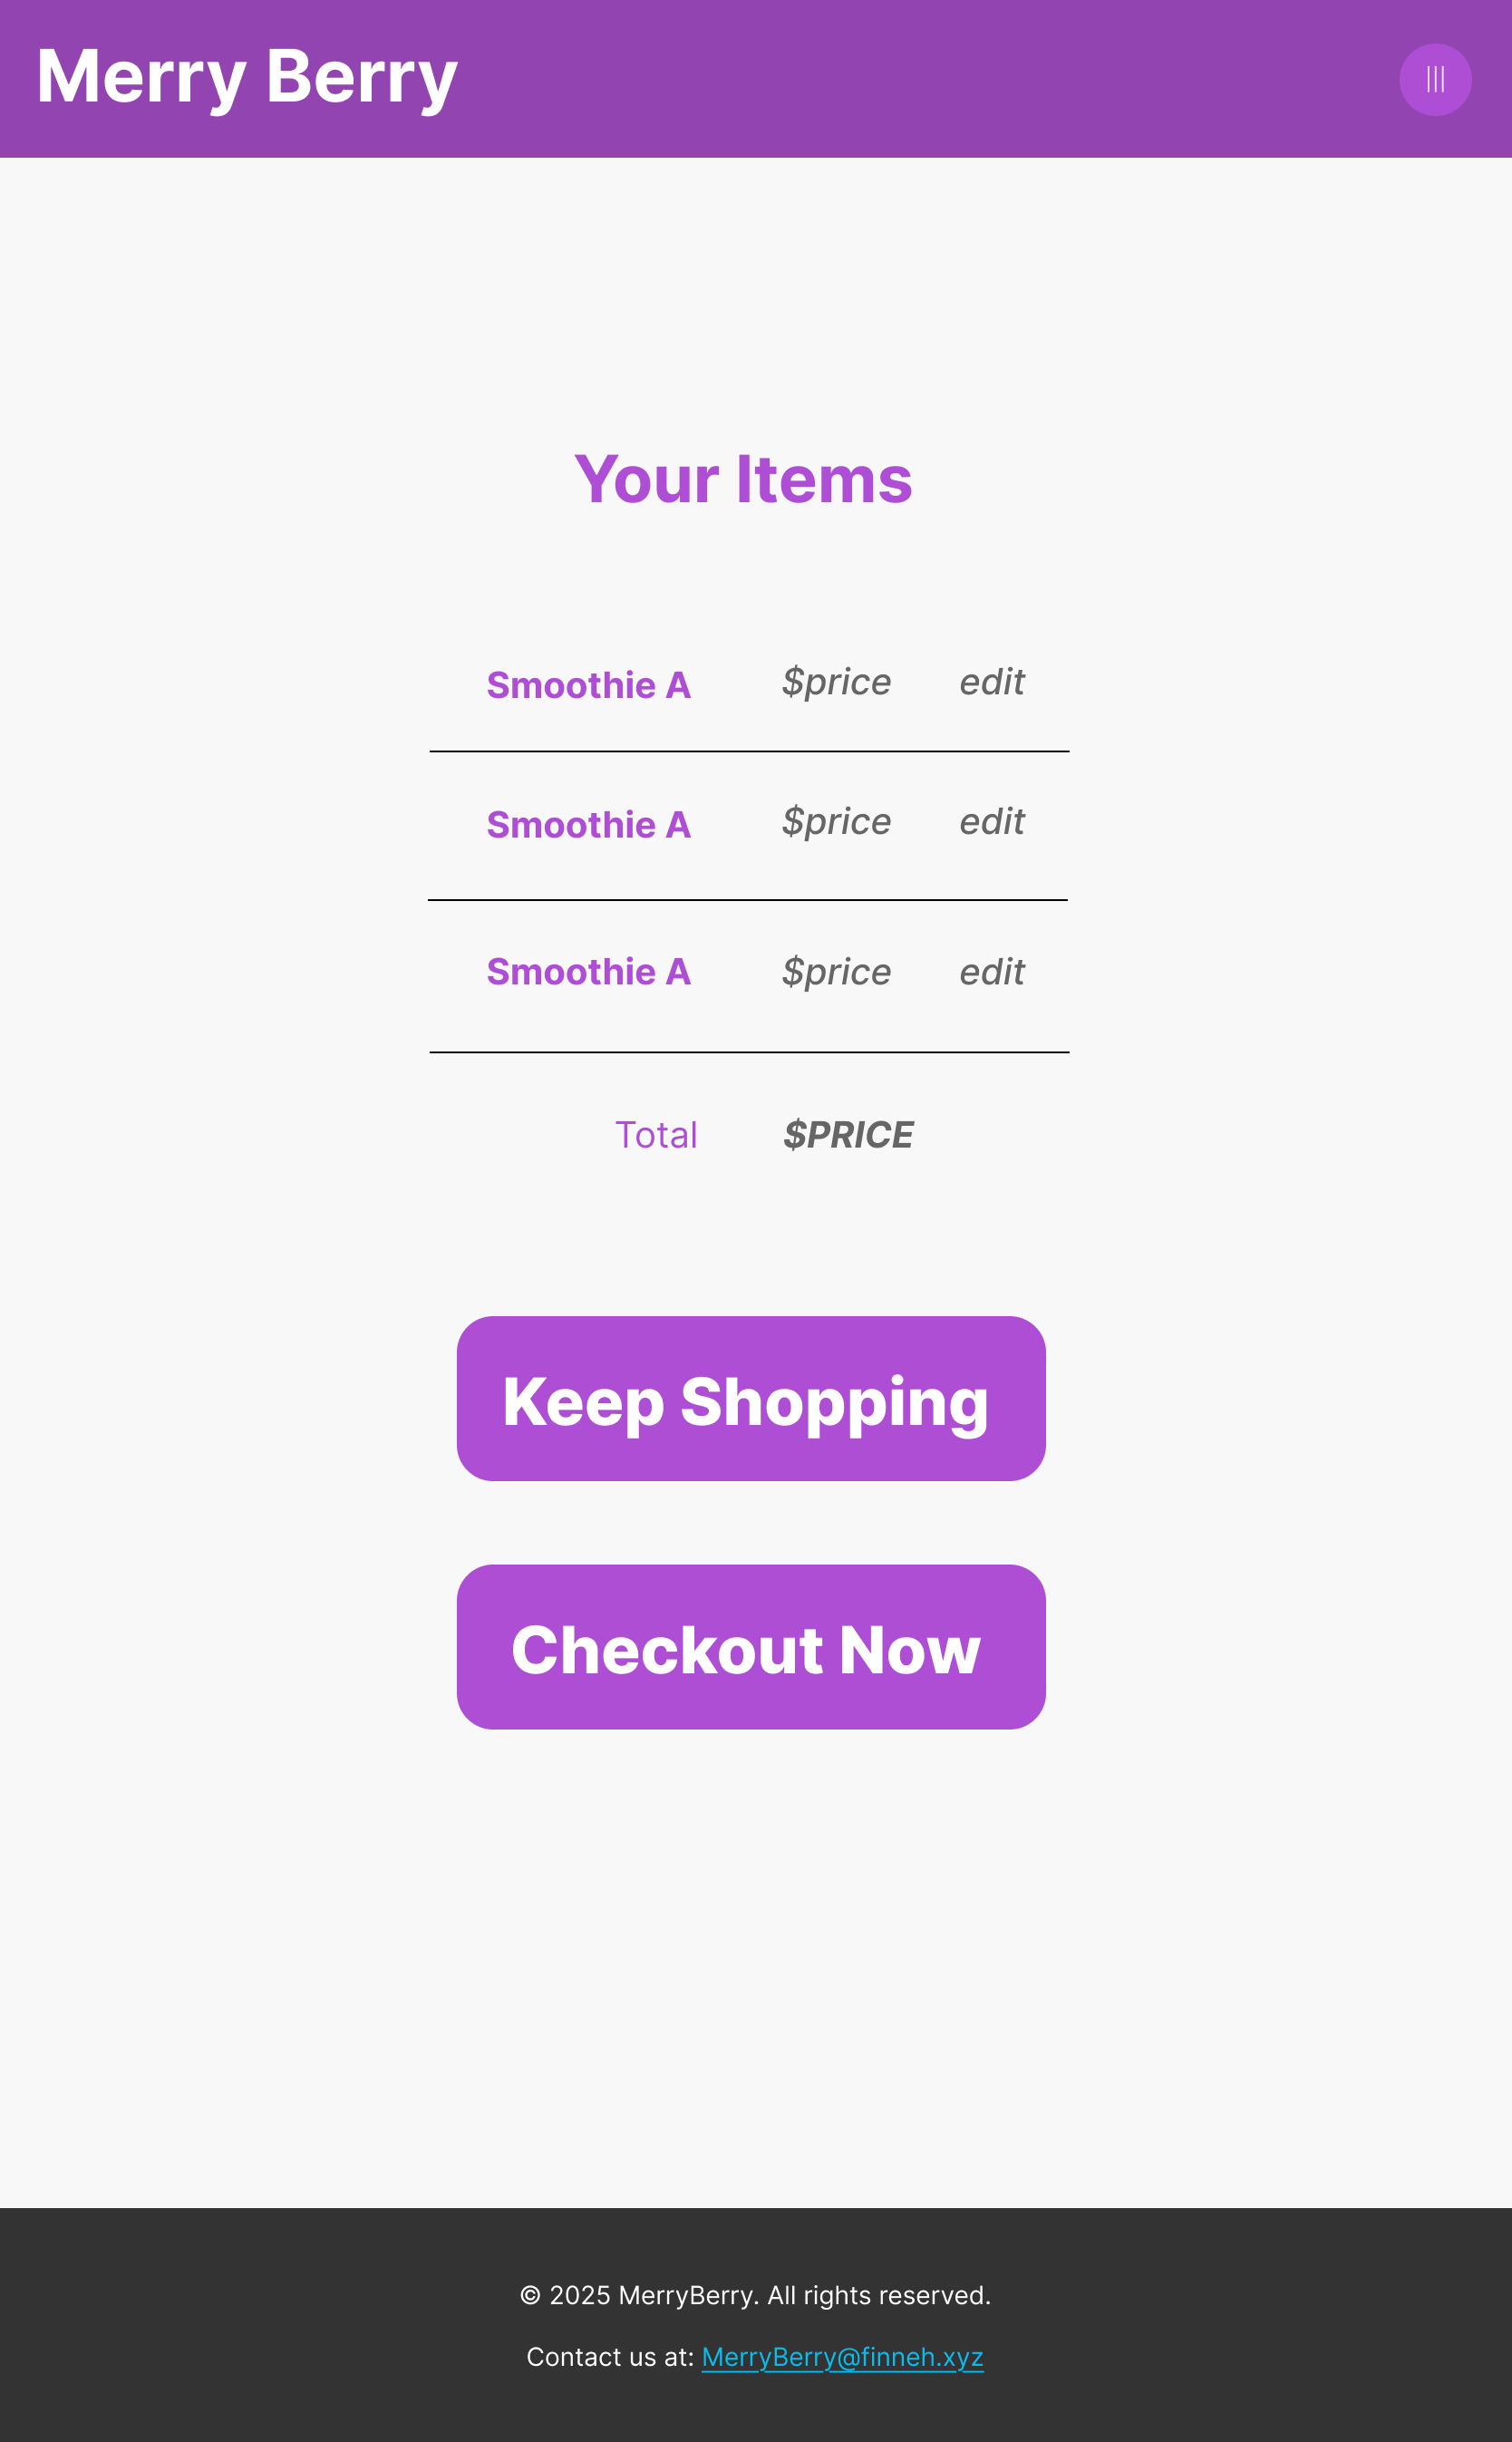 Merry Berry
Your Items
Smoothie A $price edit
Smoothie A $price edit
Smoothie A $price edit
Total $PRICE
Keep Shopping
Checkout Now
© 2025 MerryBerry. All rights reserved.
Contact us at: MerryBerry@finneh.xyz